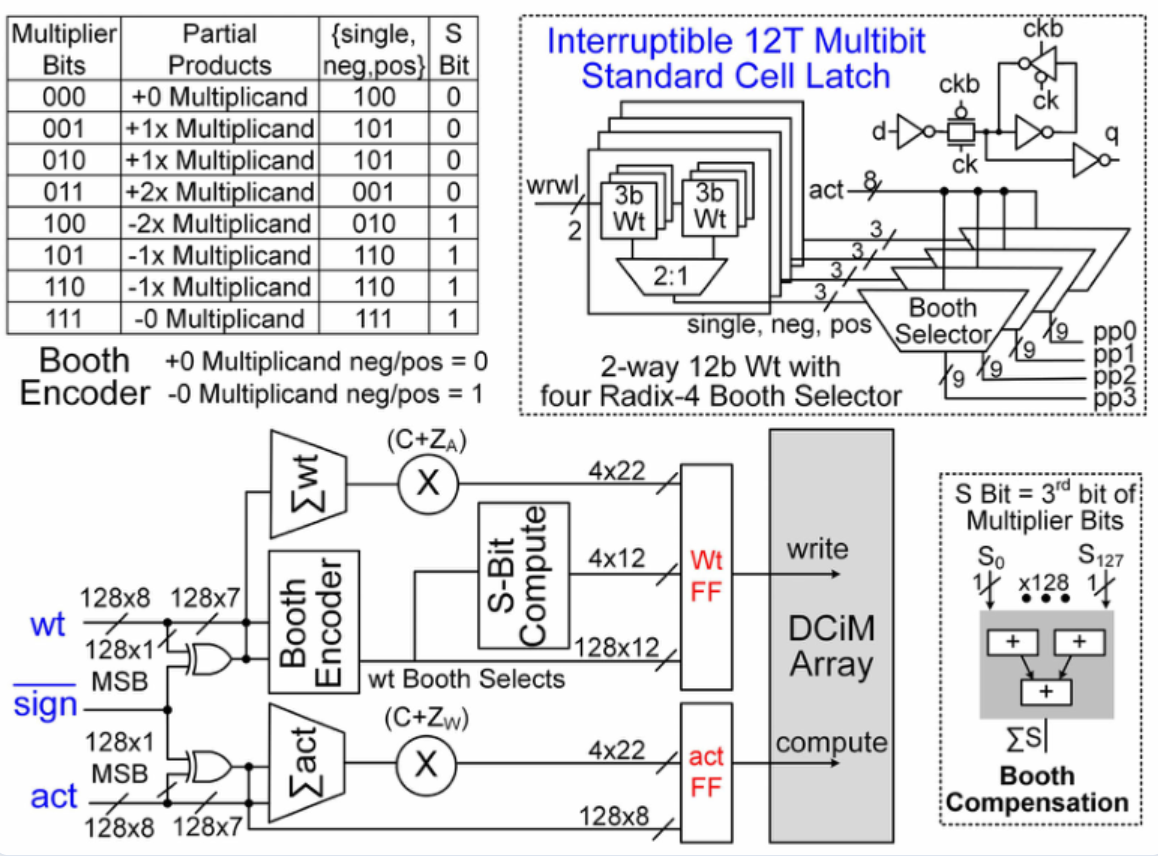 Multiplier Bits | Partial Products | {single, neg,pos} | S Bit
000 | +0 Multiplicand | 100 | 0
001 | +1x Multiplicand | 101 | 0
010 | +1x Multiplicand | 101 | 0
011 | +2x Multiplicand | 001 | 0
100 | -2x Multiplicand | 010 | 1
101 | -1x Multiplicand | 110 | 1
110 | -1x Multiplicand | 110 | 1
111 | -0 Multiplicand | 111 | 1
Booth
Encoder
+0 Multiplicand neg/pos = 0
-0 Multiplicand neg/pos = 1
Interruptible 12T Multibit
Standard Cell Latch
ckb
ck
ckb
d
ck
q
act
8
wrwl
2
3b
Wt
3b
Wt
2:1
3
3
3
3
single, neg, pos
Booth
Selector
9
9
9
9
pp0
pp1
pp2
pp3
2-way 12b Wt with
four Radix-4 Booth Selector
(C+Z_A)
Σwt
X
4x22
S-Bit
Compute
4x12
Booth
Encoder
128x8
128x7
wt
128x1
MSB
128x12
wt Booth Selects
sign
128x1
MSB
act
128x8
128x7
Σact
(C+Z_W)
X
4x22
128x8
Wt
FF
act
FF
write
DCiM
Array
compute
S Bit = 3rd bit of
Multiplier Bits
S₀
S₁₂₇
1
x128
1
+
+
+
ΣS
Booth
Compensation